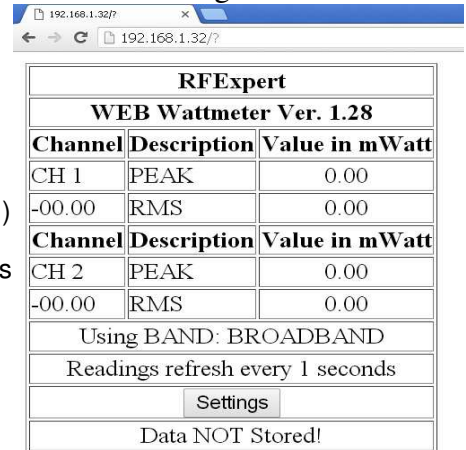 192.168.1.32/?
192.168.1.32/?
RFExpert
WEB Wattmeter Ver. 1.28
Channel Description Value in mWatt
CH 1 PEAK 0.00
) -00.00 RMS 0.00
Channel Description Value in mWatt
s CH 2 PEAK 0.00
-00.00 RMS 0.00
Using BAND: BROADBAND
Readings refresh every 1 seconds
Settings
Data NOT Stored!